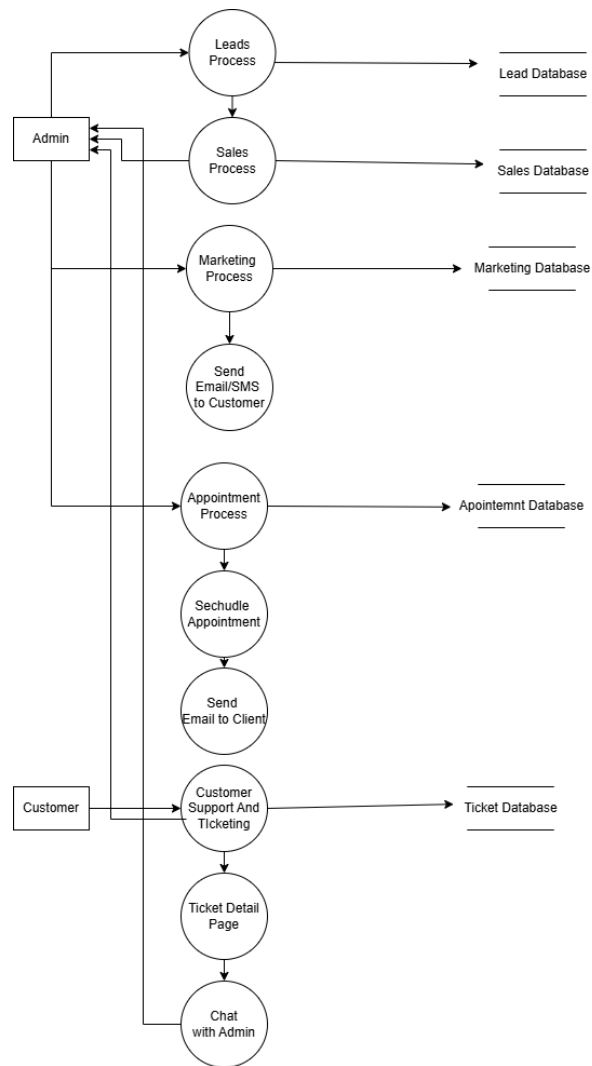 Leads
Process
Lead Database
Admin
Sales
Process
Sales Database
Marketing
Process
Marketing Database
Send
Email/SMS
to Customer
Appointment
Process
Apointemnt Database
Sechudle
Appointment
Send
Email to Client
Customer
Customer
Support And
TIcketing
Ticket Database
Ticket Detail
Page
Chat
with Admin